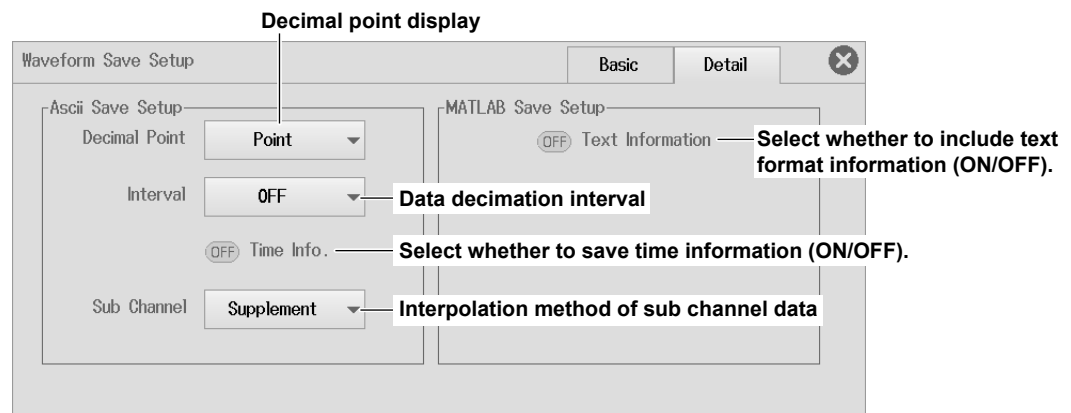 Decimal point display
Waveform Save Setup
Basic
Detail
Ascii Save Setup
MATLAB Save Setup
Decimal Point
Point
OFF
Text Information
Select whether to include text
format information (ON/OFF).
Interval
OFF
Data decimation interval
OFF
Time Info.
Select whether to save time information (ON/OFF).
Sub Channel
Supplement
Interpolation method of sub channel data